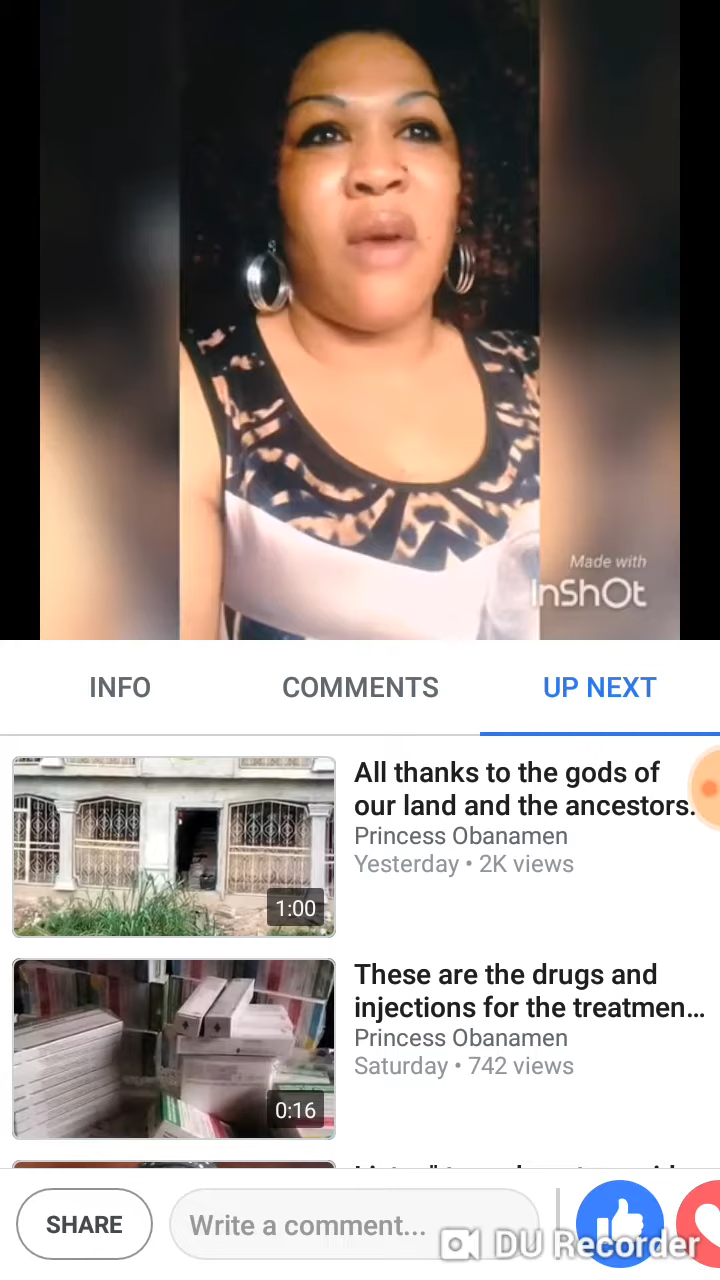 Made with
InShOt
INFO
COMMENTS
UP NEXT
All thanks to the gods of
our land and the ancestors.
Princess Obanamen
Yesterday • 2K views
1:00
These are the drugs and
injections for the treatmen...
Princess Obanamen
Saturday • 742 views
0:16
SHARE
Write a comment...
DU Recorder